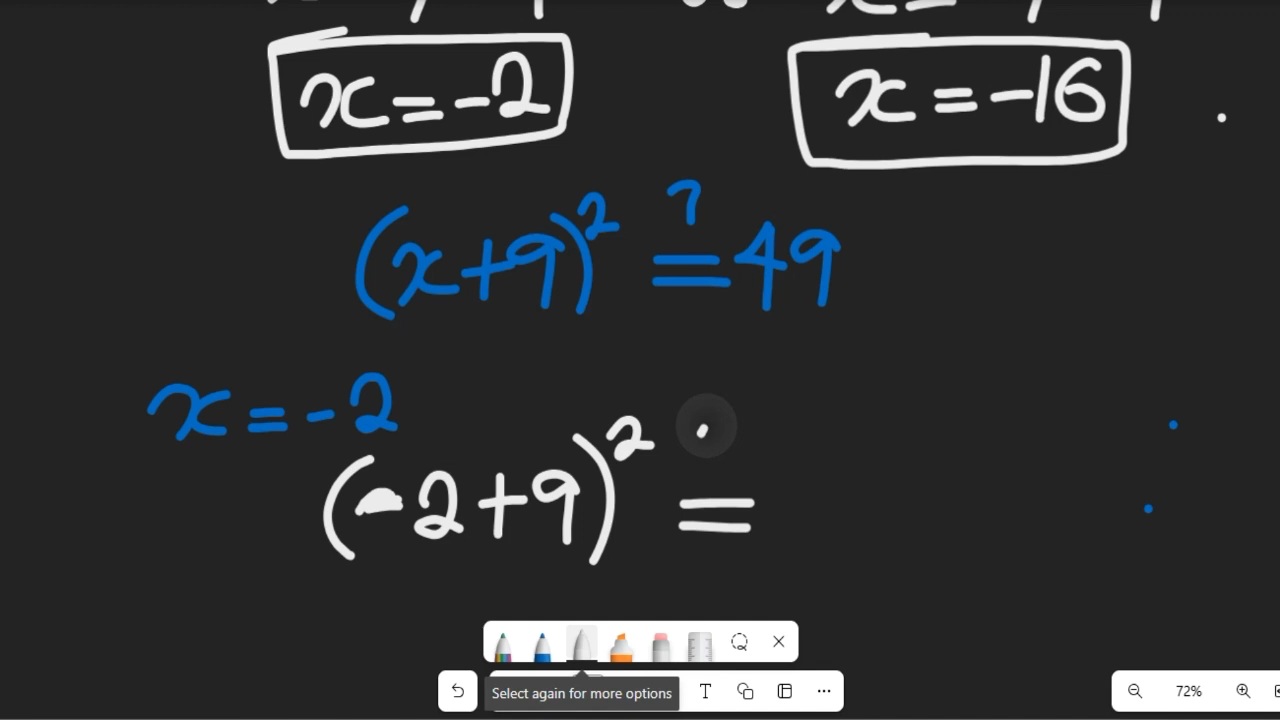 x = -2
x = -16
(x+9)² ?= 49
x = -2
(-2+9)² =
Select again for more options
T
72%